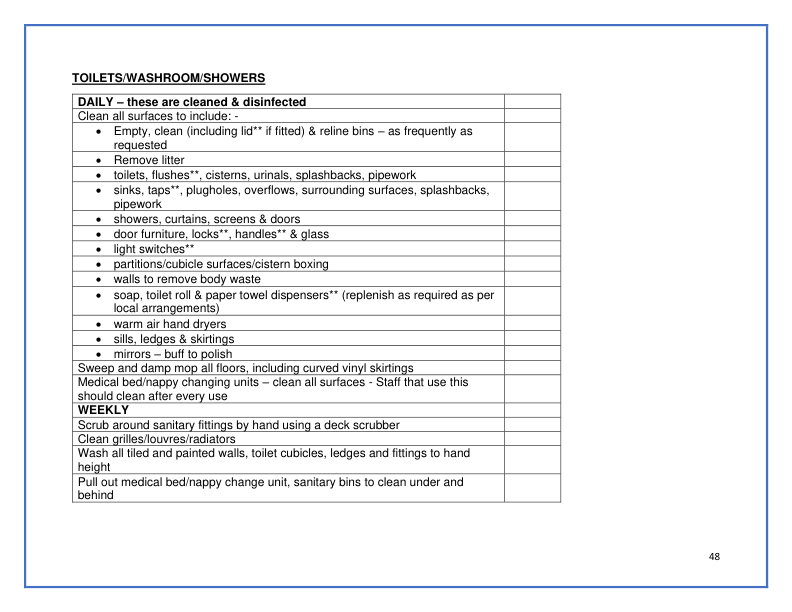 TOILETS/WASHROOM/SHOWERS
DAILY – these are cleaned & disinfected
Clean all surfaces to include: -
• Empty, clean (including lid** if fitted) & reline bins – as frequently as
requested
• Remove litter
• toilets, flushes**, cisterns, urinals, splashbacks, pipework
• sinks, taps**, plugholes, overflows, surrounding surfaces, splashbacks,
pipework
• showers, curtains, screens & doors
• door furniture, locks**, handles** & glass
• light switches**
• partitions/cubicle surfaces/cistern boxing
• walls to remove body waste
• soap, toilet roll & paper towel dispensers** (replenish as required as per
local arrangements)
• warm air hand dryers
• sills, ledges & skirtings
• mirrors – buff to polish
Sweep and damp mop all floors, including curved vinyl skirtings
Medical bed/nappy changing units – clean all surfaces - Staff that use this
should clean after every use
WEEKLY
Scrub around sanitary fittings by hand using a deck scrubber
Clean grilles/louvres/radiators
Wash all tiled and painted walls, toilet cubicles, ledges and fittings to hand
height
Pull out medical bed/nappy change unit, sanitary bins to clean under and
behind
48